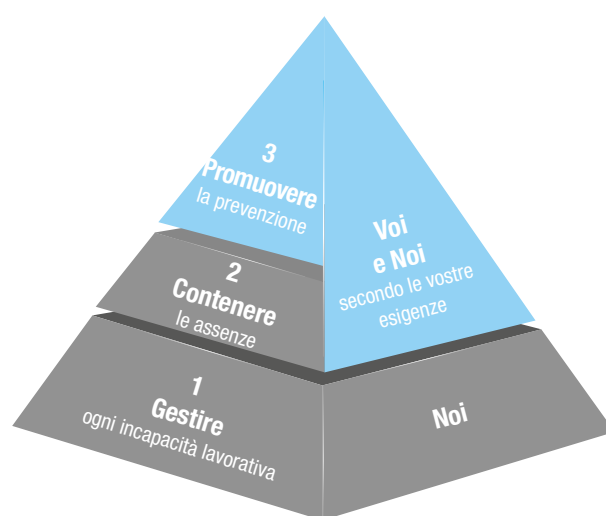 3
Promuovere
la prevenzione
Voi
e Noi
secondo le vostre
esigenze
2
Contenere
le assenze
1
Gestire
ogni incapacità lavorativa
Noi